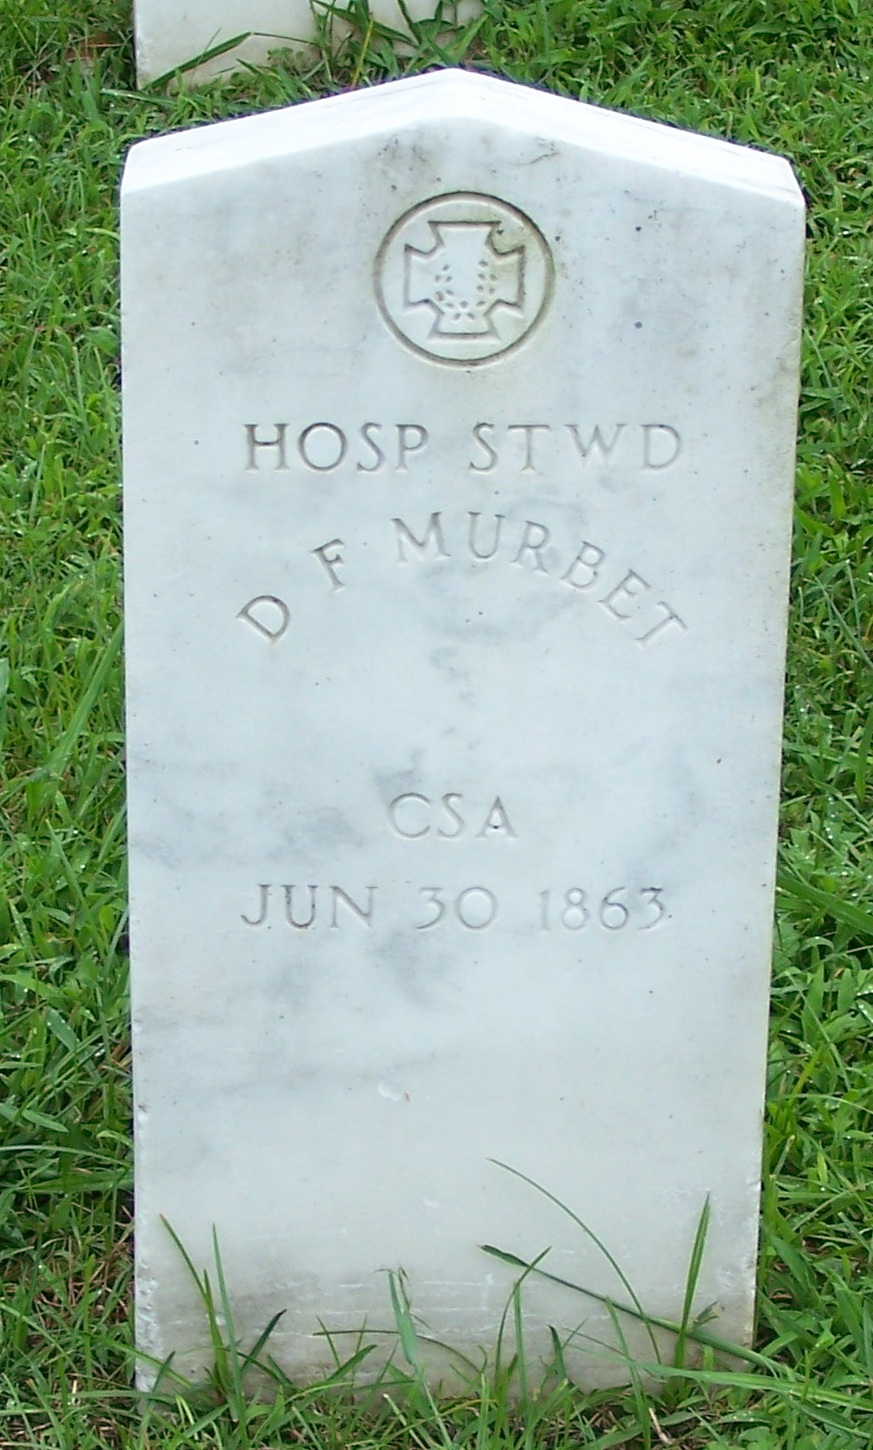 HOSP STWD
D F MURBET
CSA
JUN 30 1863